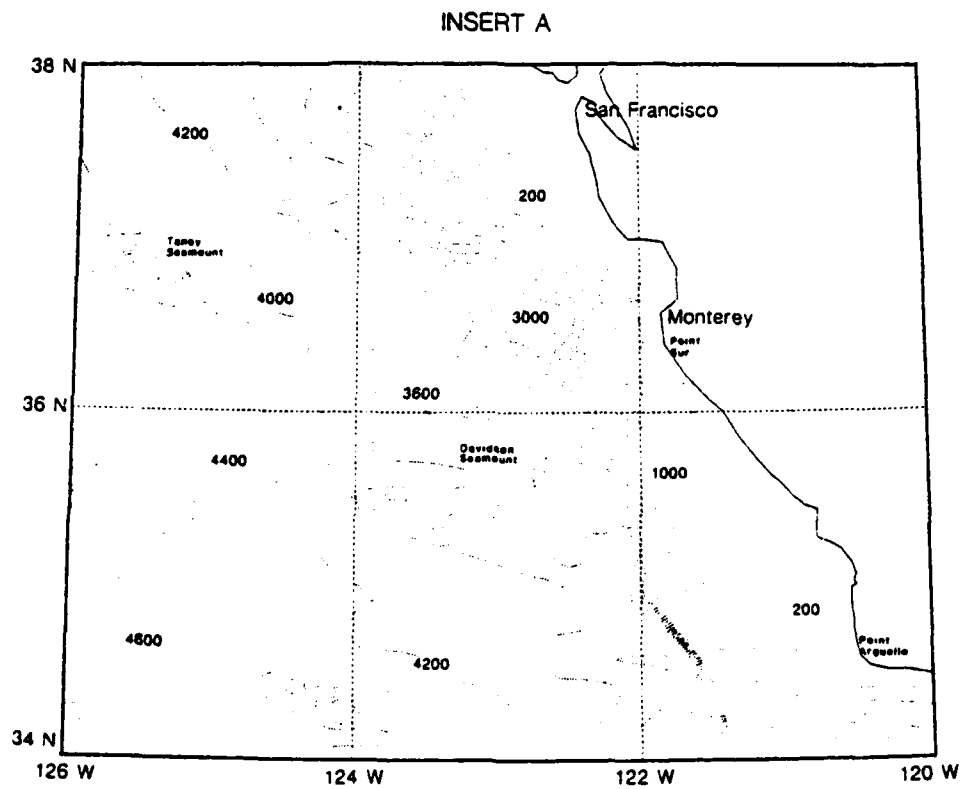 INSERT A
38 N
San Francisco
4200
200
Taney
Seamount
4000
3000
Monterey
Point
Sur
3600
36 N
Davidson
Seamount
4400
1000
200
4600
Point
Arguello
4200
34 N
126 W
124 W
122 W
120 W